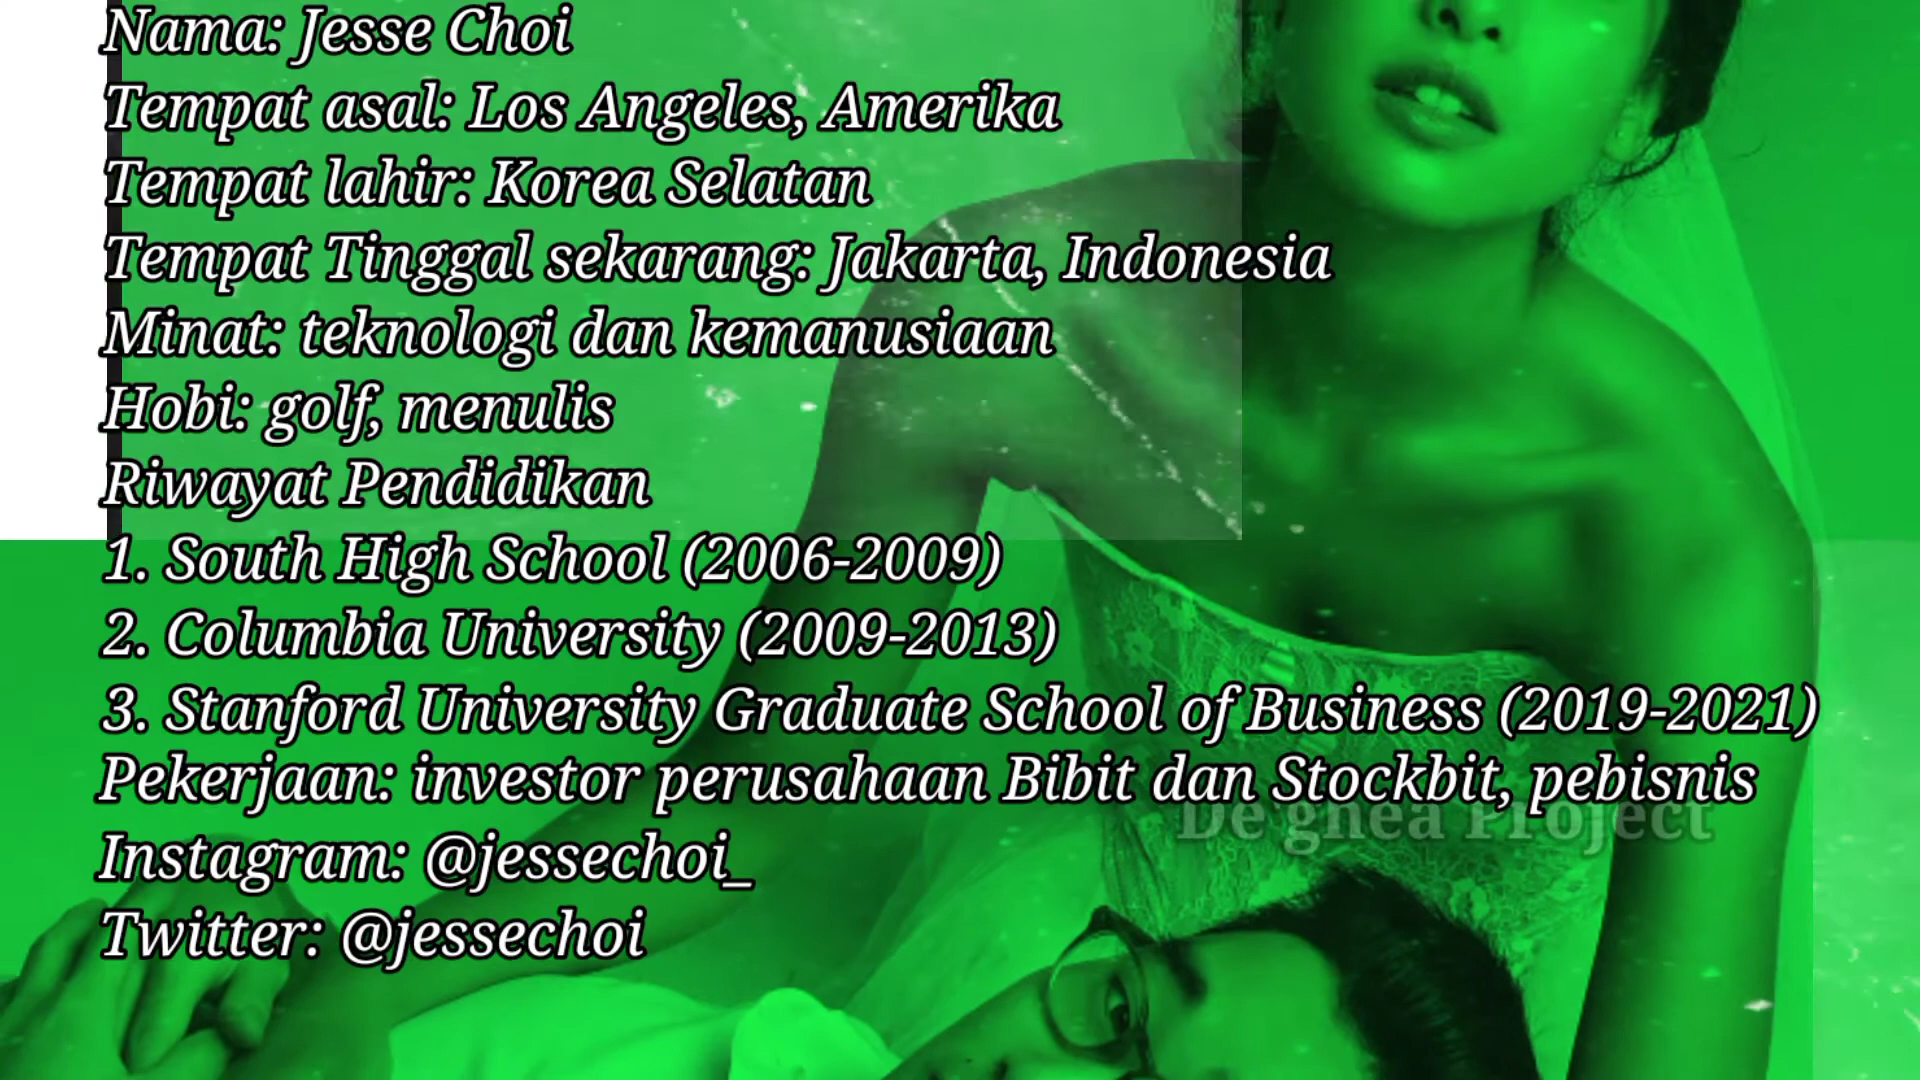 Nama: Jesse Choi
Tempat asal: Los Angeles, Amerika
Tempat lahir: Korea Selatan
Tempat Tinggal sekarang: Jakarta, Indonesia
Minat: teknologi dan kemanusiaan
Hobi: golf, menulis
Riwayat Pendidikan
1. South High School (2006-2009)
2. Columbia University (2009-2013)
3. Stanford University Graduate School of Business (2019-2021)
Pekerjaan: investor perusahaan Bibit dan Stockbit, pebisnis
De ghea Project
Instagram: @jessechoi_
Twitter: @jessechoi